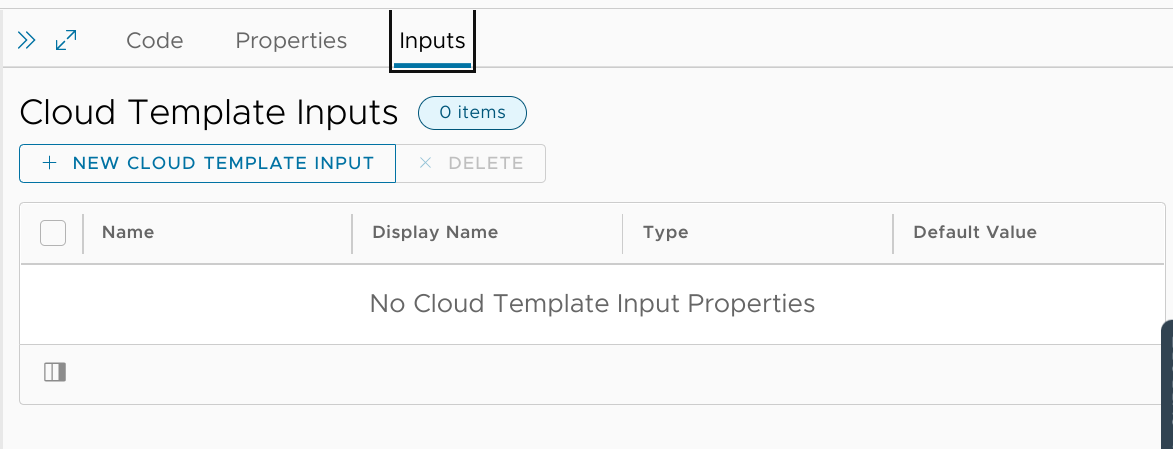 Code Properties Inputs
Cloud Template Inputs 0 items
NEW CLOUD TEMPLATE INPUT DELETE
Name Display Name Type Default Value
No Cloud Template Input Properties